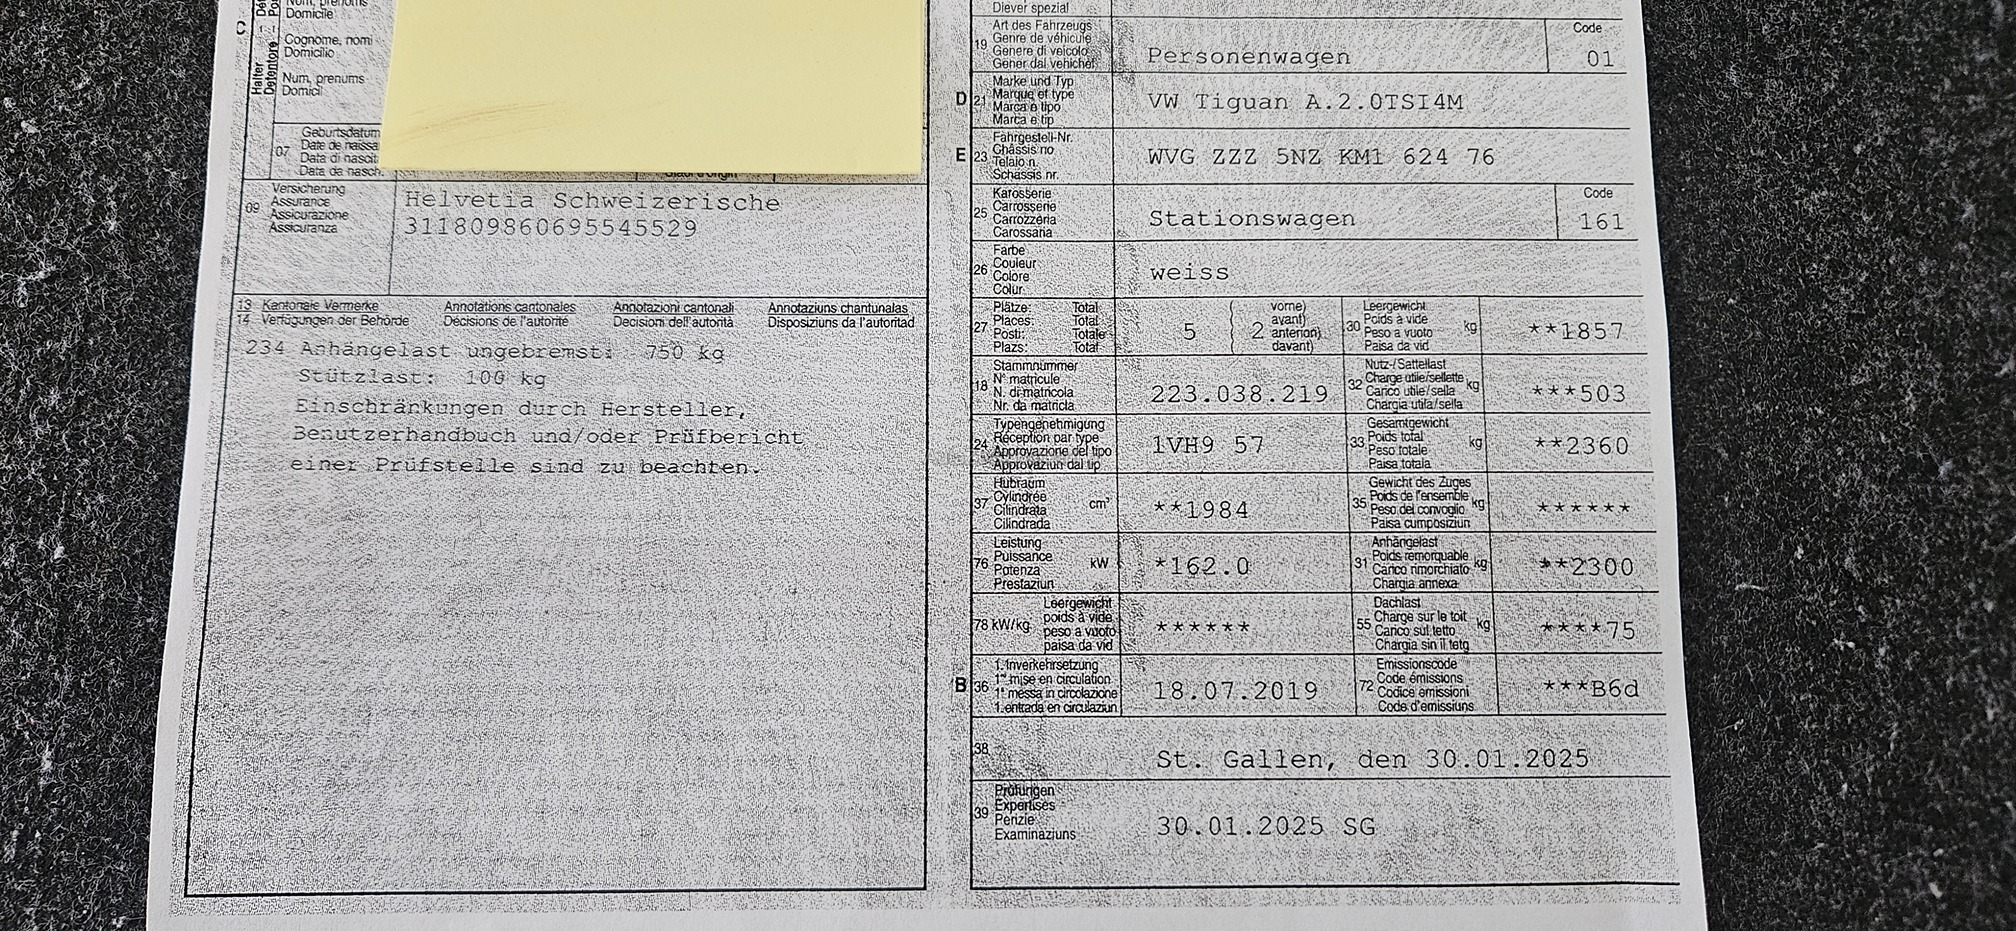 C
Halter
Detentore
Nom, prénoms
Domicile
Cognome, nomi
Domicilio
Num, prenums
Domicil
07
Geburtsdatum
Date de naissa
Data di nascit
Data da nasch.
09
Versicherung
Assurance
Assicurazione
Assicuranza
Helvetia Schweizerische
311809860695545529
13 Kantonale Vermerke Annotations cantonales Annotazioni cantonali Annotaziuns chantunalas
14 Verfügungen der Behörde Décisions de l'autorité Decisioni dell'autorità Disposiziuns da l'autoritad
234 Anhängelast ungebremst: 750 kg
Stützlast: 100 kg
Einschränkungen durch Hersteller,
Benutzerhandbuch und/oder Prüfbericht
einer Prüfstelle sind zu beachten.
Diever spezial
19
Art des Fahrzeugs
Genre de véhicule
Genere di veicolo
Gener dal vehichel
Personenwagen
Code
01
D 21
Marke und Typ
Marque et type
Marca e tipo
Marca e tip
VW Tiguan A.2.0TSI4M
E 23
Fahrgestell-Nr.
Châssis no
Telaio n.
Schassis nr.
WVG ZZZ 5NZ KM1 624 76
25
Karosserie
Carrosserie
Carrozzeria
Carossaria
Stationswagen
Code
161
26
Farbe
Couleur
Colore
Colur
weiss
27
Plätze: Total
Places: Total
Posti: Totale
Plazs: Total
5
2
vorne)
avant)
anteriori)
davant)
30
Leergewicht
Poids à vide
Peso a vuoto
Paisa da vid
kg
**1857
18
Stammnummer
N° matricule
N. di matricola
Nr. da matricla
223.038.219
32
Nutz-/Sattellast
Charge utile/sellette
Carico utile/sella
Chargia utila/sella
kg
***503
24
Typengenehmigung
Réception par type
Approvazione del tipo
Approvaziun dal tip
1VH9 57
33
Gesamtgewicht
Poids total
Peso totale
Paisa totala
kg
**2360
37
Hubraum
Cylindrée
Cilindrata
Cilindrada
cm³
**1984
35
Gewicht des Zuges
Poids de l'ensemble
Peso del convoglio
Paisa cumposiziun
kg
******
76
Leistung
Puissance
Potenza
Prestaziun
kW
*162.0
31
Anhängelast
Poids remorquable
Carico rimorchiato
Chargia annexa
kg
**2300
78 kW/kg
Leergewicht
poids à vide
peso a vuoto
paisa da vid
******
55
Dachlast
Charge sur le toit
Carico sul tetto
Chargia sin il tetg
kg
****75
B 36
1. Inverkehrsetzung
1re mise en circulation
1a messa in circolazione
1. entrada en circulaziun
18.07.2019
72
Emissionscode
Code émissions
Codice emissioni
Code d'emissiuns
***B6d
38
St. Gallen, den 30.01.2025
39
Prüfungen
Expertises
Perizie
Examinaziuns
30.01.2025 SG